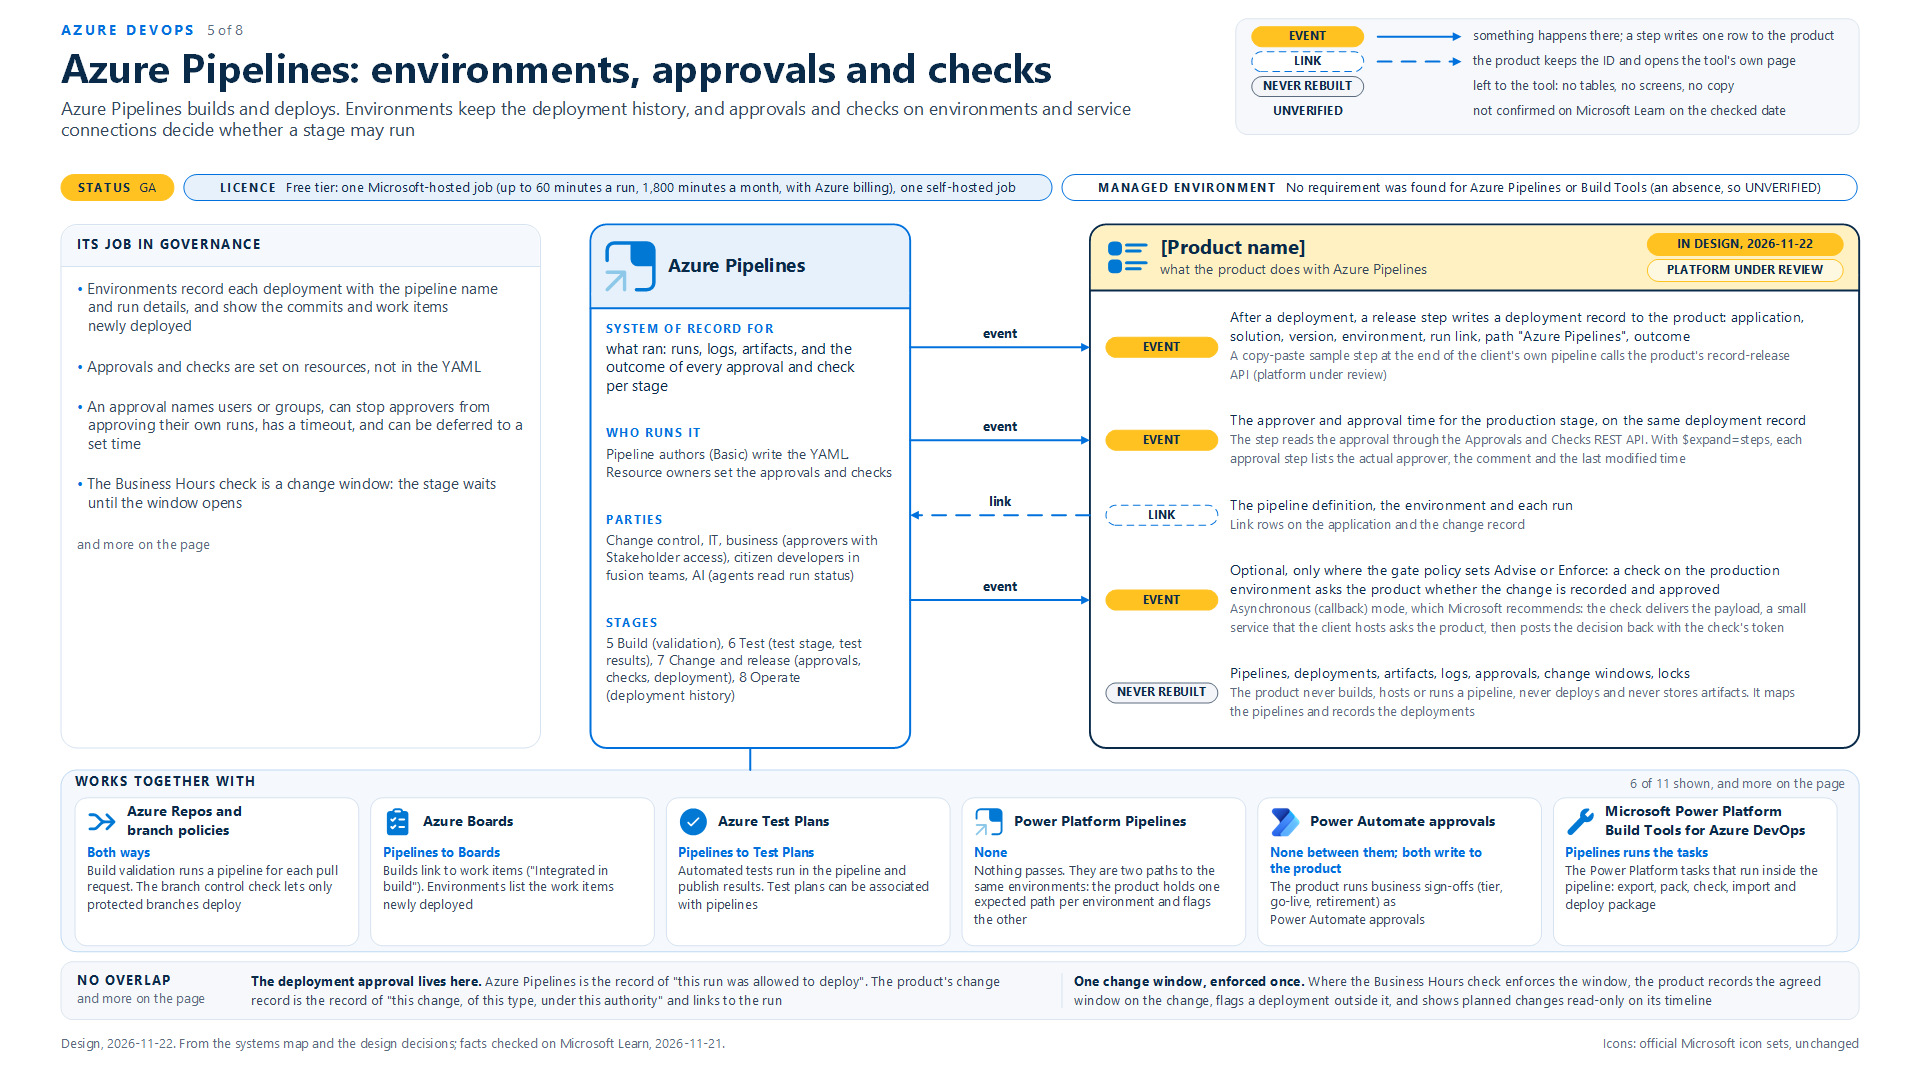 AZURE DEVOPS 5 of 8
Azure Pipelines: environments, approvals and checks
Azure Pipelines builds and deploys. Environments keep the deployment history, and approvals and checks on environments and service
connections decide whether a stage may run
EVENT something happens there; a step writes one row to the product
LINK the product keeps the ID and opens the tool's own page
NEVER REBUILT left to the tool: no tables, no screens, no copy
UNVERIFIED not confirmed on Microsoft Learn on the checked date
STATUS GA
LICENCE Free tier: one Microsoft-hosted job (up to 60 minutes a run, 1,800 minutes a month, with Azure billing), one self-hosted job
MANAGED ENVIRONMENT No requirement was found for Azure Pipelines or Build Tools (an absence, so UNVERIFIED)
ITS JOB IN GOVERNANCE
• Environments record each deployment with the pipeline name
and run details, and show the commits and work items
newly deployed
• Approvals and checks are set on resources, not in the YAML
• An approval names users or groups, can stop approvers from
approving their own runs, has a timeout, and can be deferred to a
set time
• The Business Hours check is a change window: the stage waits
until the window opens
and more on the page
Azure Pipelines
SYSTEM OF RECORD FOR
what ran: runs, logs, artifacts, and the
outcome of every approval and check
per stage
WHO RUNS IT
Pipeline authors (Basic) write the YAML.
Resource owners set the approvals and checks
PARTIES
Change control, IT, business (approvers with
Stakeholder access), citizen developers in
fusion teams, AI (agents read run status)
STAGES
5 Build (validation), 6 Test (test stage, test
results), 7 Change and release (approvals,
checks, deployment), 8 Operate
(deployment history)
event
event
link
event
[Product name]
what the product does with Azure Pipelines
IN DESIGN, 2026-11-22
PLATFORM UNDER REVIEW
EVENT
After a deployment, a release step writes a deployment record to the product: application,
solution, version, environment, run link, path "Azure Pipelines", outcome
A copy-paste sample step at the end of the client's own pipeline calls the product's record-release
API (platform under review)
EVENT
The approver and approval time for the production stage, on the same deployment record
The step reads the approval through the Approvals and Checks REST API. With $expand=steps, each
approval step lists the actual approver, the comment and the last modified time
LINK
The pipeline definition, the environment and each run
Link rows on the application and the change record
EVENT
Optional, only where the gate policy sets Advise or Enforce: a check on the production
environment asks the product whether the change is recorded and approved
Asynchronous (callback) mode, which Microsoft recommends: the check delivers the payload, a small
service that the client hosts asks the product, then posts the decision back with the check's token
NEVER REBUILT
Pipelines, deployments, artifacts, logs, approvals, change windows, locks
The product never builds, hosts or runs a pipeline, never deploys and never stores artifacts. It maps
the pipelines and records the deployments
WORKS TOGETHER WITH
6 of 11 shown, and more on the page
Azure Repos and
branch policies
Both ways
Build validation runs a pipeline for each pull
request. The branch control check lets only
protected branches deploy
Azure Boards
Pipelines to Boards
Builds link to work items ("Integrated in
build"). Environments list the work items
newly deployed
Azure Test Plans
Pipelines to Test Plans
Automated tests run in the pipeline and
publish results. Test plans can be associated
with pipelines
Power Platform Pipelines
None
Nothing passes. They are two paths to the
same environments: the product holds one
expected path per environment and flags
the other
Power Automate approvals
None between them; both write to
the product
The product runs business sign-offs (tier,
go-live, retirement) as
Power Automate approvals
Microsoft Power Platform
Build Tools for Azure DevOps
Pipelines runs the tasks
The Power Platform tasks that run inside the
pipeline: export, pack, check, import and
deploy package
NO OVERLAP
and more on the page
The deployment approval lives here. Azure Pipelines is the record of "this run was allowed to deploy". The product's change
record is the record of "this change, of this type, under this authority" and links to the run
One change window, enforced once. Where the Business Hours check enforces the window, the product records the agreed
window on the change, flags a deployment outside it, and shows planned changes read-only on its timeline
Design, 2026-11-22. From the systems map and the design decisions; facts checked on Microsoft Learn, 2026-11-21.
Icons: official Microsoft icon sets, unchanged